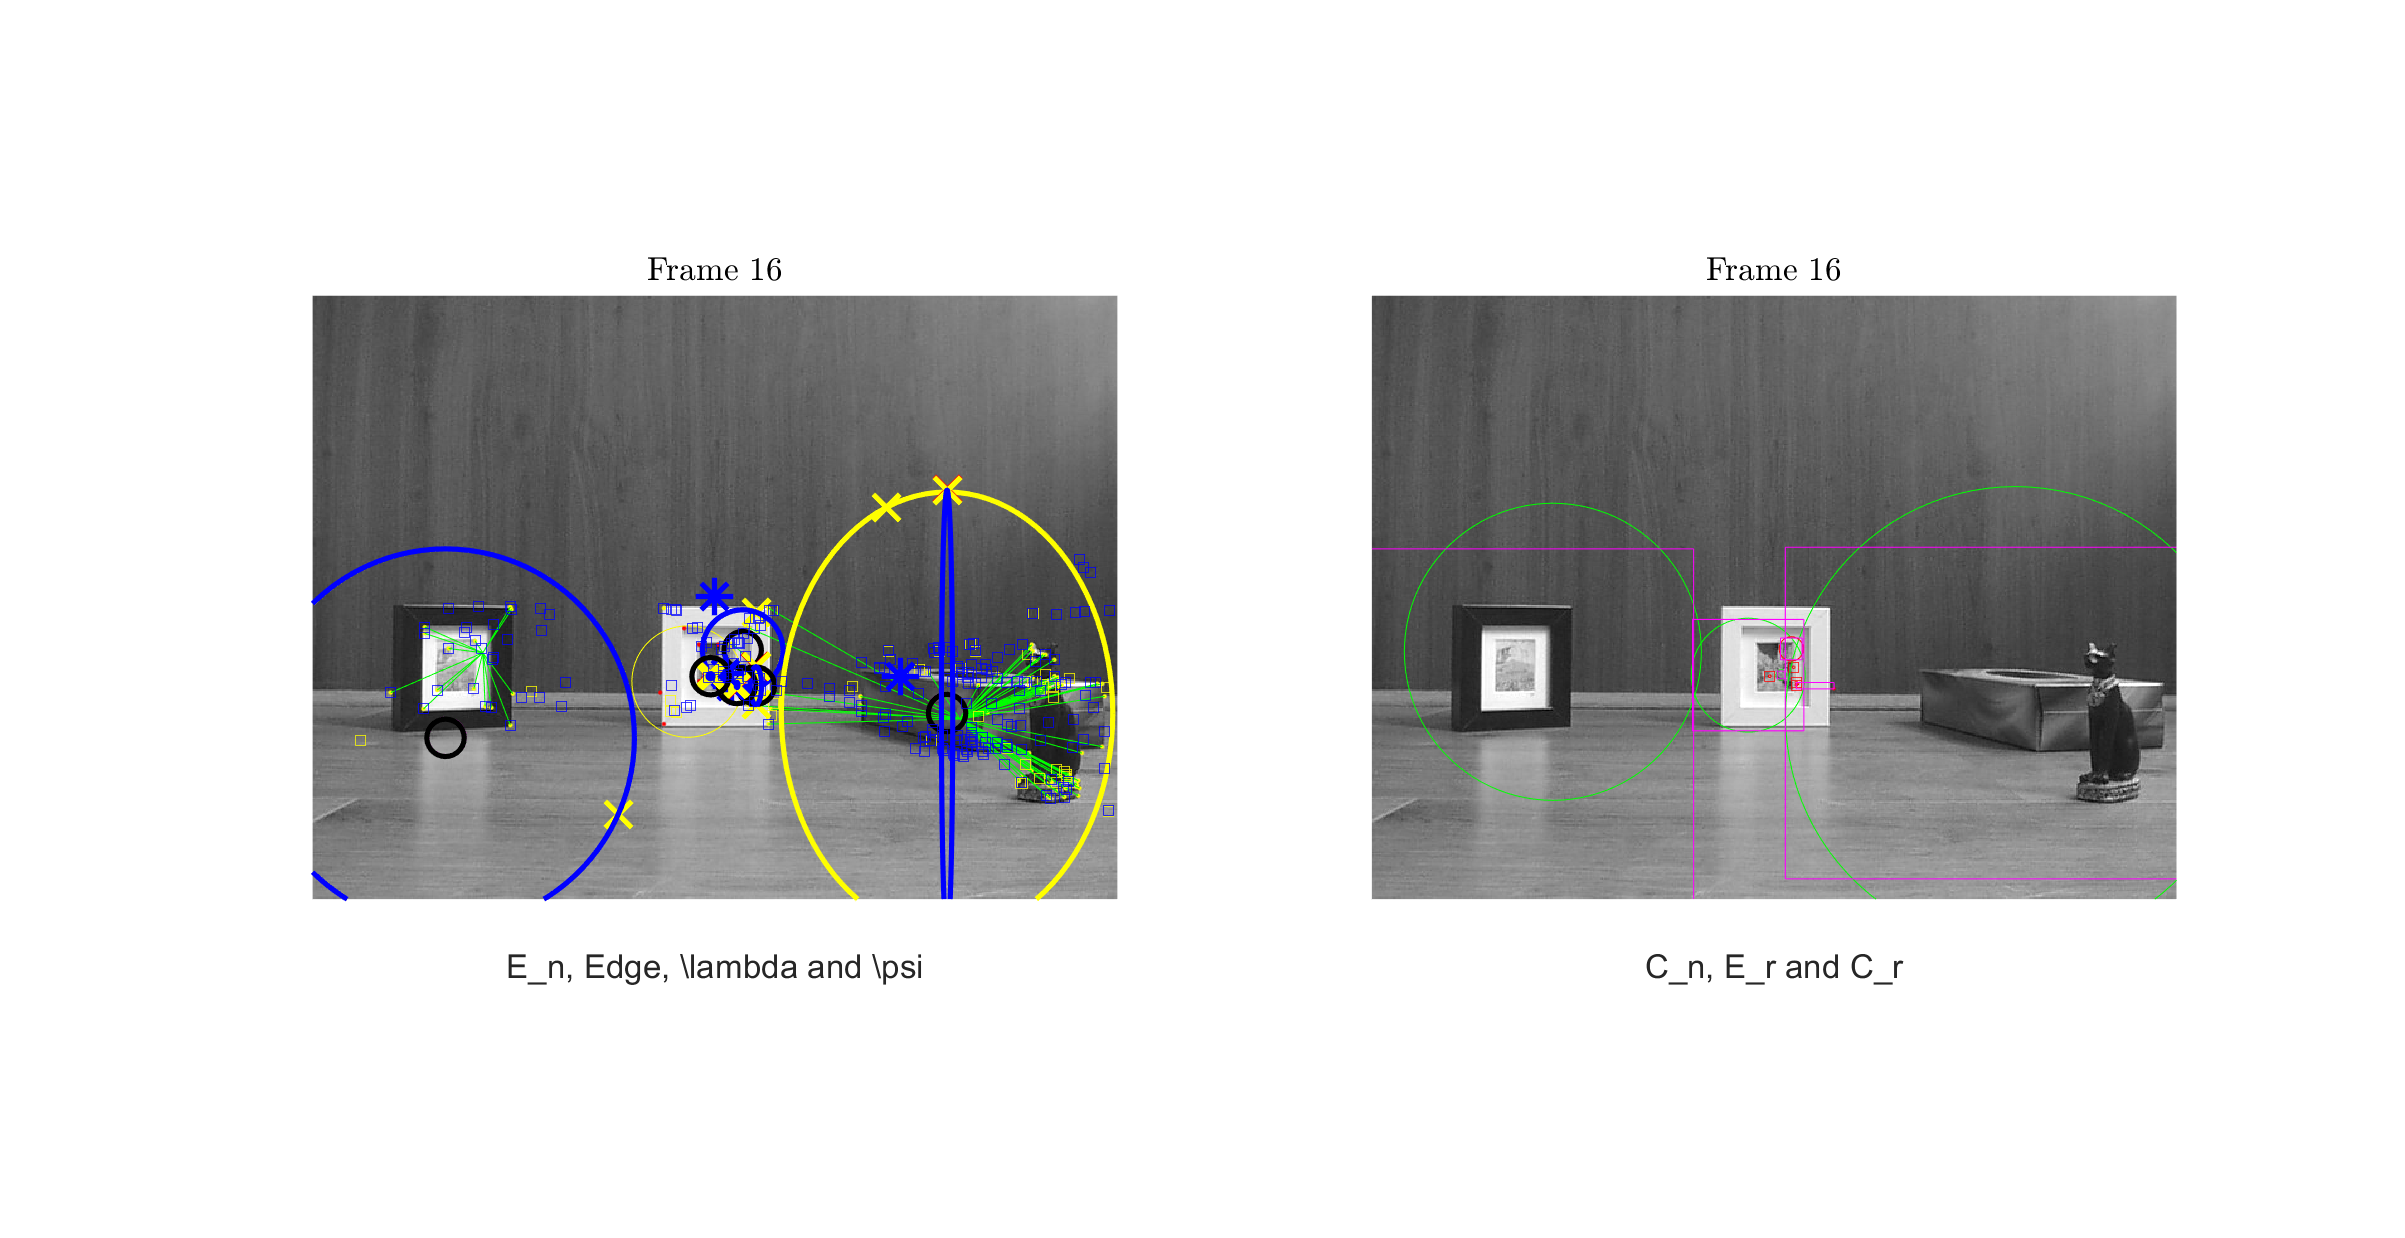 Frame 16
Frame 16
E_n, Edge, \lambda and \psi
C_n, E_r and C_r